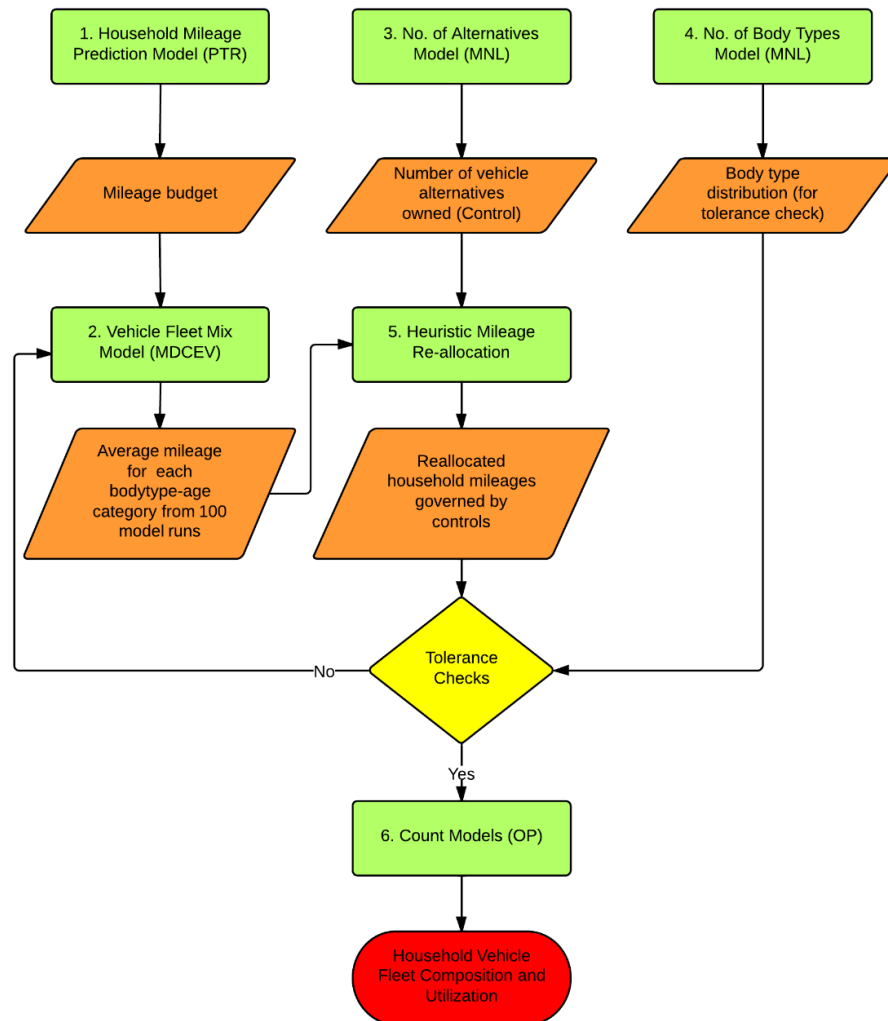 1. Household Mileage
Prediction Model (PTR)
3. No. of Alternatives
Model (MNL)
4. No. of Body Types
Model (MNL)
Mileage budget
Number of vehicle
alternatives
owned (Control)
Body type
distribution (for
tolerance check)
2. Vehicle Fleet Mix
Model (MDCEV)
5. Heuristic Mileage
Re-allocation
Average mileage
for each
bodytype-age
category from 100
model runs
Reallocated
household mileages
governed by
controls
Tolerance
Checks
No
Yes
6. Count Models (OP)
Household Vehicle
Fleet Composition and
Utilization